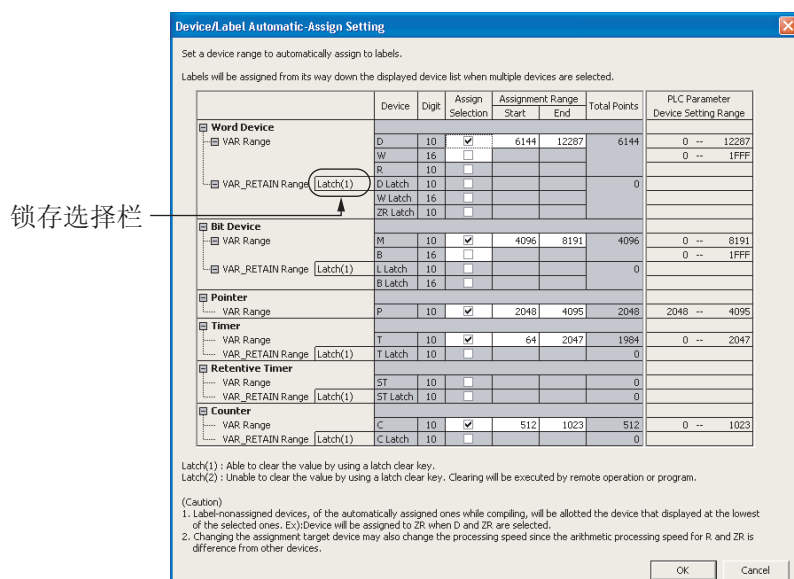 Device/Label Automatic-Assign Setting
Set a device range to automatically assign to labels.
Labels will be assigned from its way down the displayed device list when multiple devices are selected.
Device Digit Assign Selection Assignment Range Start End Total Points PLC Parameter Device Setting Range
Word Device
VAR Range D 10 6144 12287 6144 0 -- 12287
W 16 0 -- 1FFF
R 10
VAR_RETAIN Range Latch(1) D Latch 10 0
W Latch 16
ZR Latch 10
锁存选择栏
Bit Device
VAR Range M 10 4096 8191 4096 0 -- 8191
B 16 0 -- 1FFF
VAR_RETAIN Range Latch(1) L Latch 10 0
B Latch 16
Pointer
VAR Range P 10 2048 4095 2048 2048 -- 4095
Timer
VAR Range T 10 64 2047 1984 0 -- 2047
VAR_RETAIN Range Latch(1) T Latch 10 0
Retentive Timer
VAR Range ST 10 0
VAR_RETAIN Range Latch(1) ST Latch 10 0
Counter
VAR Range C 10 512 1023 512 0 -- 1023
VAR_RETAIN Range Latch(1) C Latch 10 0
Latch(1) : Able to clear the value by using a latch clear key.
Latch(2) : Unable to clear the value by using a latch clear key. Clearing will be executed by remote operation or program.
(Caution)
1. Label-nonassigned devices, of the automatically assigned ones while compiling, will be allotted the device that displayed at the lowest
of the selected ones. Ex):Device will be assigned to ZR when D and ZR are selected.
2. Changing the assignment target device may also change the processing speed since the arithmetic processing speed for R and ZR is
difference from other devices.
OK Cancel